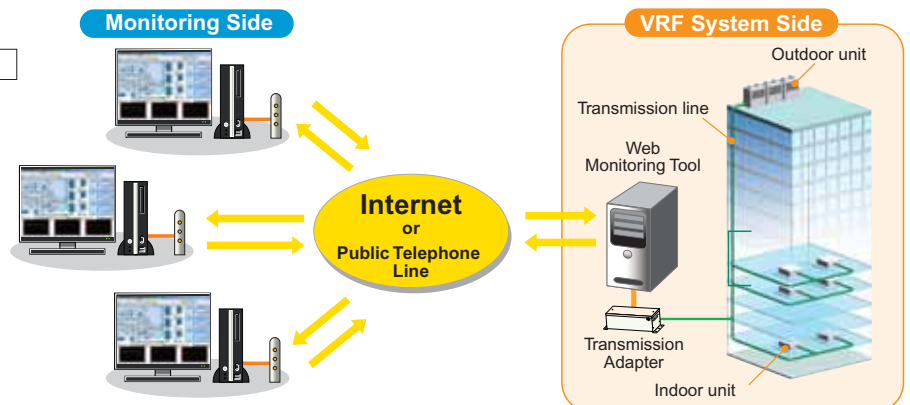 Monitoring Side
VRF System Side
Outdoor unit
Transmission line
Web
Monitoring Tool
Internet
or
Public Telephone
Line
Transmission
Adapter
Indoor unit